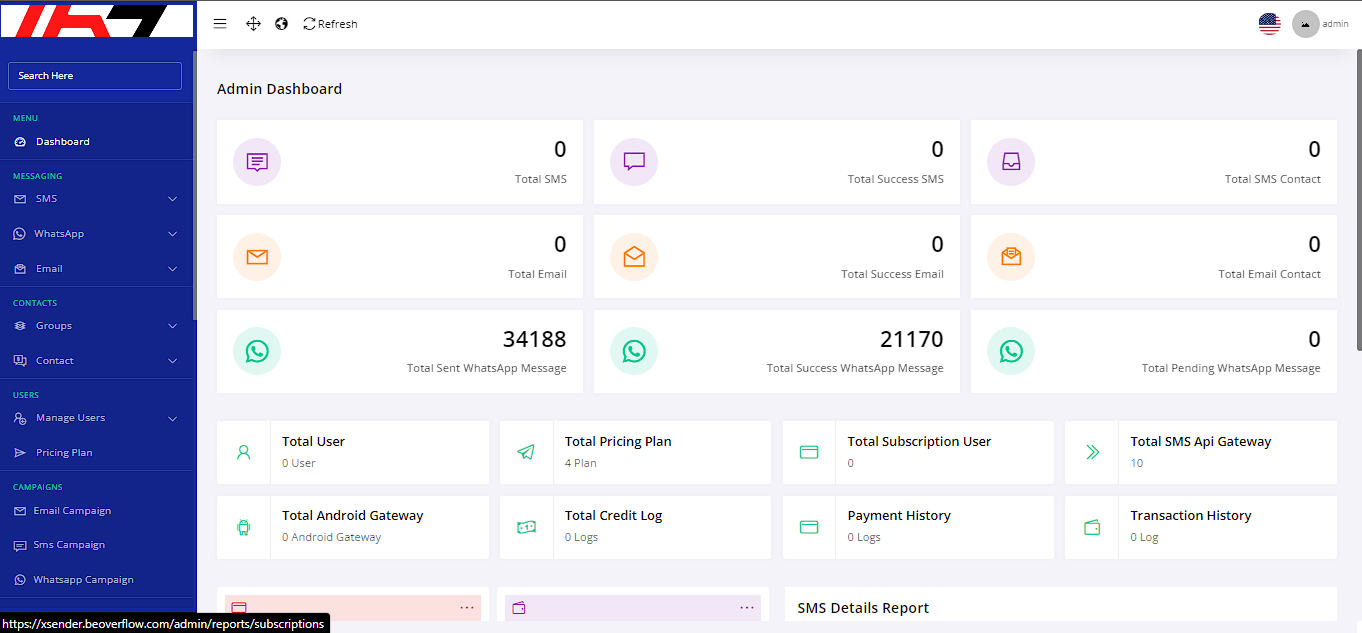 Refresh
admin
Search Here
MENU
Dashboard
MESSAGING
SMS
WhatsApp
Email
CONTACTS
Groups
Contact
USERS
Manage Users
Pricing Plan
CAMPAIGNS
Email Campaign
Sms Campaign
Whatsapp Campaign
Admin Dashboard
0
Total SMS
0
Total Success SMS
0
Total SMS Contact
0
Total Email
0
Total Success Email
0
Total Email Contact
34188
Total Sent WhatsApp Message
21170
Total Success WhatsApp Message
0
Total Pending WhatsApp Message
Total User
0 User
Total Pricing Plan
4 Plan
Total Subscription User
0
Total SMS Api Gateway
10
Total Android Gateway
0 Android Gateway
Total Credit Log
0 Logs
Payment History
0 Logs
Transaction History
0 Log
SMS Details Report
https://xsender.beoverflow.com/admin/reports/subscriptions